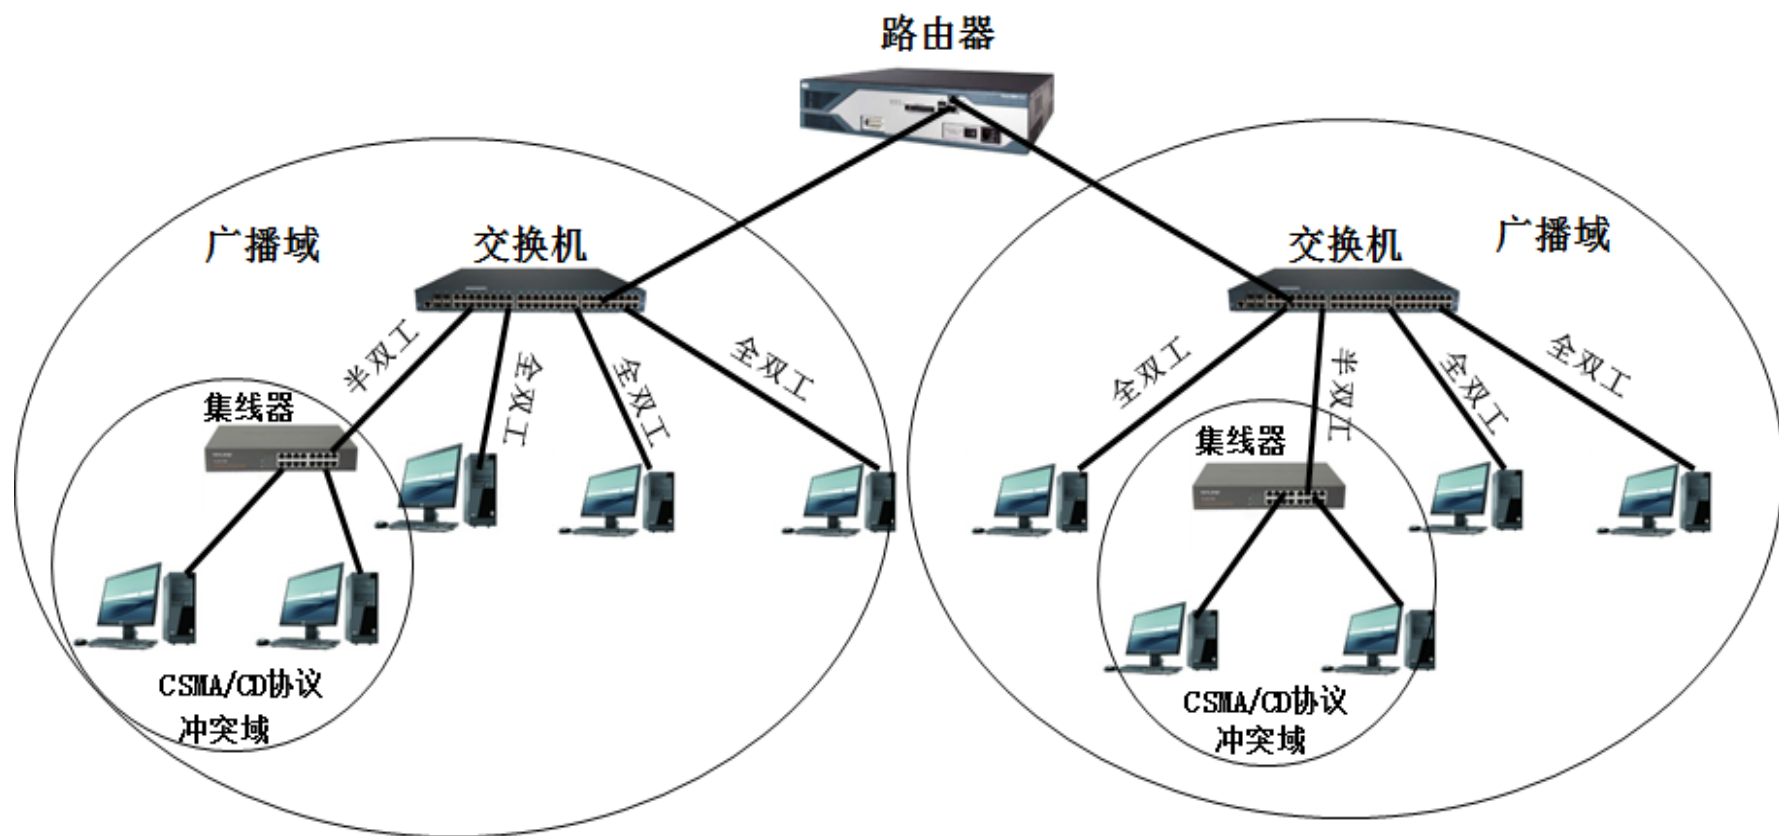 路由器
广播域
交换机
交换机
广播域
半双工
全双工
全双工
全双工
全双工
半双工
全双工
全双工
集线器
集线器
CSMA/CD协议
冲突域
CSMA/CD协议
冲突域